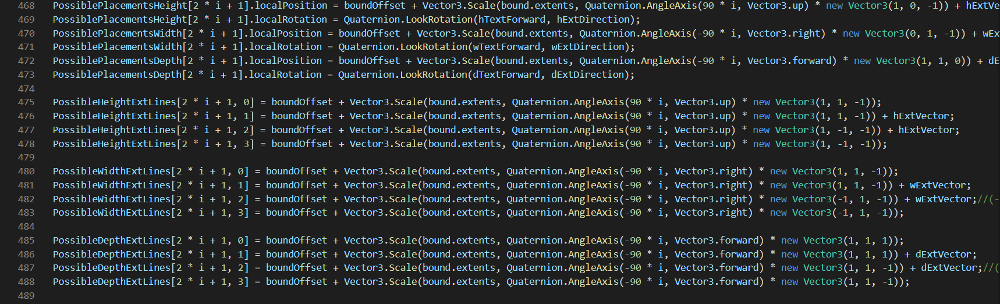 468 PossiblePlacementsHeight[2 * i + 1].localPosition = boundOffset + Vector3.Scale(bound.extents, Quaternion.AngleAxis(90 * i, Vector3.up) * new Vector3(1, 0, -1)) + hExtVe
469 PossiblePlacementsHeight[2 * i + 1].localRotation = Quaternion.LookRotation(hTextForward, hExtDirection);
470 PossiblePlacementsWidth[2 * i + 1].localPosition = boundOffset + Vector3.Scale(bound.extents, Quaternion.AngleAxis(-90 * i, Vector3.right) * new Vector3(0, 1, -1)) + wEx
471 PossiblePlacementsWidth[2 * i + 1].localRotation = Quaternion.LookRotation(wTextForward, wExtDirection);
472 PossiblePlacementsDepth[2 * i + 1].localPosition = boundOffset + Vector3.Scale(bound.extents, Quaternion.AngleAxis(-90 * i, Vector3.forward) * new Vector3(1, 1, 0)) + dE
473 PossiblePlacementsDepth[2 * i + 1].localRotation = Quaternion.LookRotation(dTextForward, dExtDirection);
474
475 PossibleHeightExtLines[2 * i + 1, 0] = boundOffset + Vector3.Scale(bound.extents, Quaternion.AngleAxis(90 * i, Vector3.up) * new Vector3(1, 1, -1));
476 PossibleHeightExtLines[2 * i + 1, 1] = boundOffset + Vector3.Scale(bound.extents, Quaternion.AngleAxis(90 * i, Vector3.up) * new Vector3(1, 1, -1)) + hExtVector;
477 PossibleHeightExtLines[2 * i + 1, 2] = boundOffset + Vector3.Scale(bound.extents, Quaternion.AngleAxis(90 * i, Vector3.up) * new Vector3(1, -1, -1)) + hExtVector;
478 PossibleHeightExtLines[2 * i + 1, 3] = boundOffset + Vector3.Scale(bound.extents, Quaternion.AngleAxis(90 * i, Vector3.up) * new Vector3(1, -1, -1));
479
480 PossibleWidthExtLines[2 * i + 1, 0] = boundOffset + Vector3.Scale(bound.extents, Quaternion.AngleAxis(-90 * i, Vector3.right) * new Vector3(1, 1, -1));
481 PossibleWidthExtLines[2 * i + 1, 1] = boundOffset + Vector3.Scale(bound.extents, Quaternion.AngleAxis(-90 * i, Vector3.right) * new Vector3(1, 1, -1)) + wExtVector;
482 PossibleWidthExtLines[2 * i + 1, 2] = boundOffset + Vector3.Scale(bound.extents, Quaternion.AngleAxis(-90 * i, Vector3.right) * new Vector3(-1, 1, -1)) + wExtVector;//(-
483 PossibleWidthExtLines[2 * i + 1, 3] = boundOffset + Vector3.Scale(bound.extents, Quaternion.AngleAxis(-90 * i, Vector3.right) * new Vector3(-1, 1, -1));
484
485 PossibleDepthExtLines[2 * i + 1, 0] = boundOffset + Vector3.Scale(bound.extents, Quaternion.AngleAxis(-90 * i, Vector3.forward) * new Vector3(1, 1, 1));
486 PossibleDepthExtLines[2 * i + 1, 1] = boundOffset + Vector3.Scale(bound.extents, Quaternion.AngleAxis(-90 * i, Vector3.forward) * new Vector3(1, 1, 1)) + dExtVector;
487 PossibleDepthExtLines[2 * i + 1, 2] = boundOffset + Vector3.Scale(bound.extents, Quaternion.AngleAxis(-90 * i, Vector3.forward) * new Vector3(1, 1, -1)) + dExtVector;//(
488 PossibleDepthExtLines[2 * i + 1, 3] = boundOffset + Vector3.Scale(bound.extents, Quaternion.AngleAxis(-90 * i, Vector3.forward) * new Vector3(1, 1, -1));
489